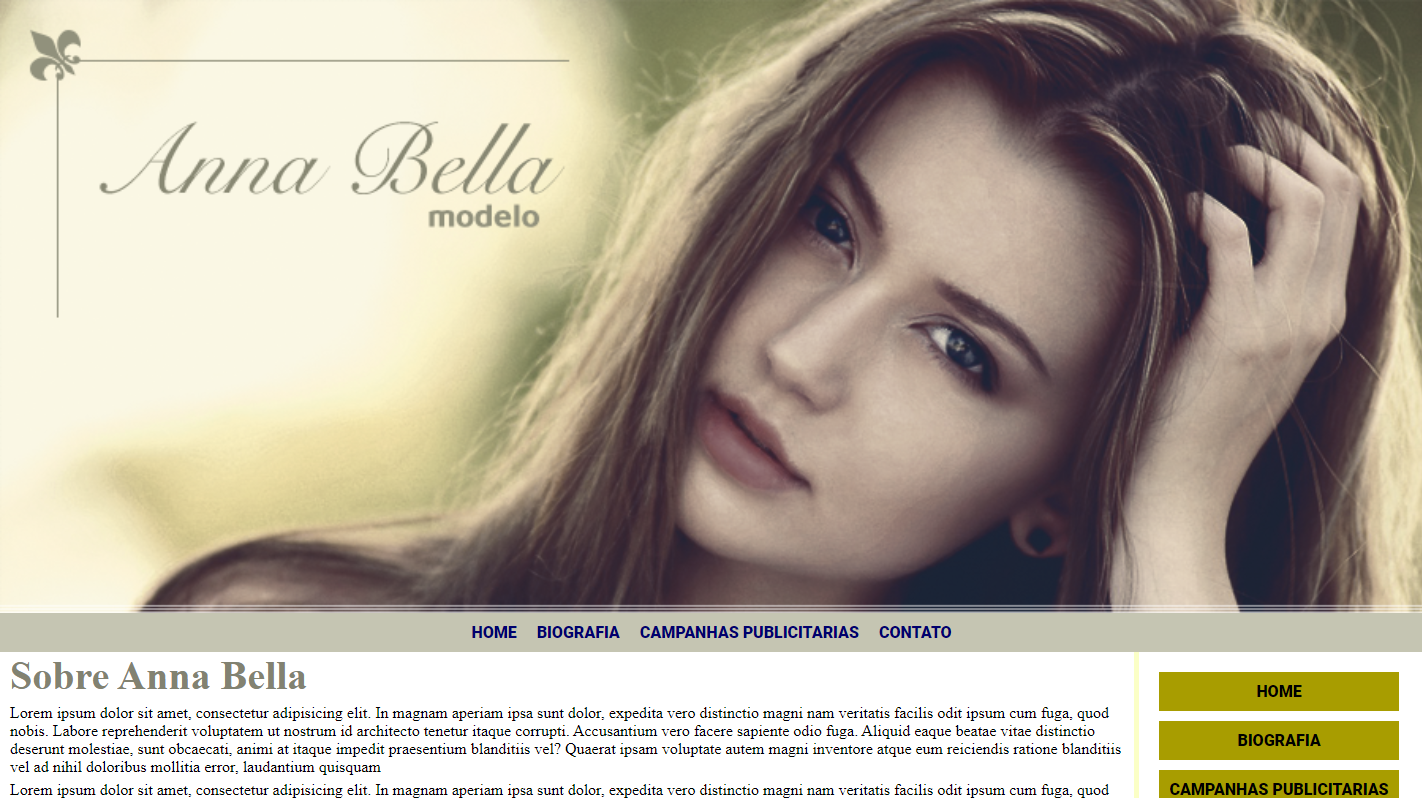 Anna Bella
modelo
HOME BIOGRAFIA CAMPANHAS PUBLICITARIAS CONTATO
Sobre Anna Bella
Lorem ipsum dolor sit amet, consectetur adipisicing elit. In magnam aperiam ipsa sunt dolor, expedita vero distinctio magni nam veritatis facilis odit ipsum cum fuga, quod
nobis. Labore reprehenderit voluptatem ut nostrum id architecto tenetur itaque corrupti. Accusantium vero facere sapiente odio fuga. Aliquid eaque beatae vitae distinctio
deserunt molestiae, sunt obcaecati, animi at itaque impedit praesentium blanditiis vel? Quaerat ipsam voluptate autem magni inventore atque eum reiciendis ratione blanditiis
vel ad nihil doloribus mollitia error, laudantium quisquam
Lorem ipsum dolor sit amet, consectetur adipisicing elit. In magnam aperiam ipsa sunt dolor, expedita vero distinctio magni nam veritatis facilis odit ipsum cum fuga, quod
HOME
BIOGRAFIA
CAMPANHAS PUBLICITARIAS